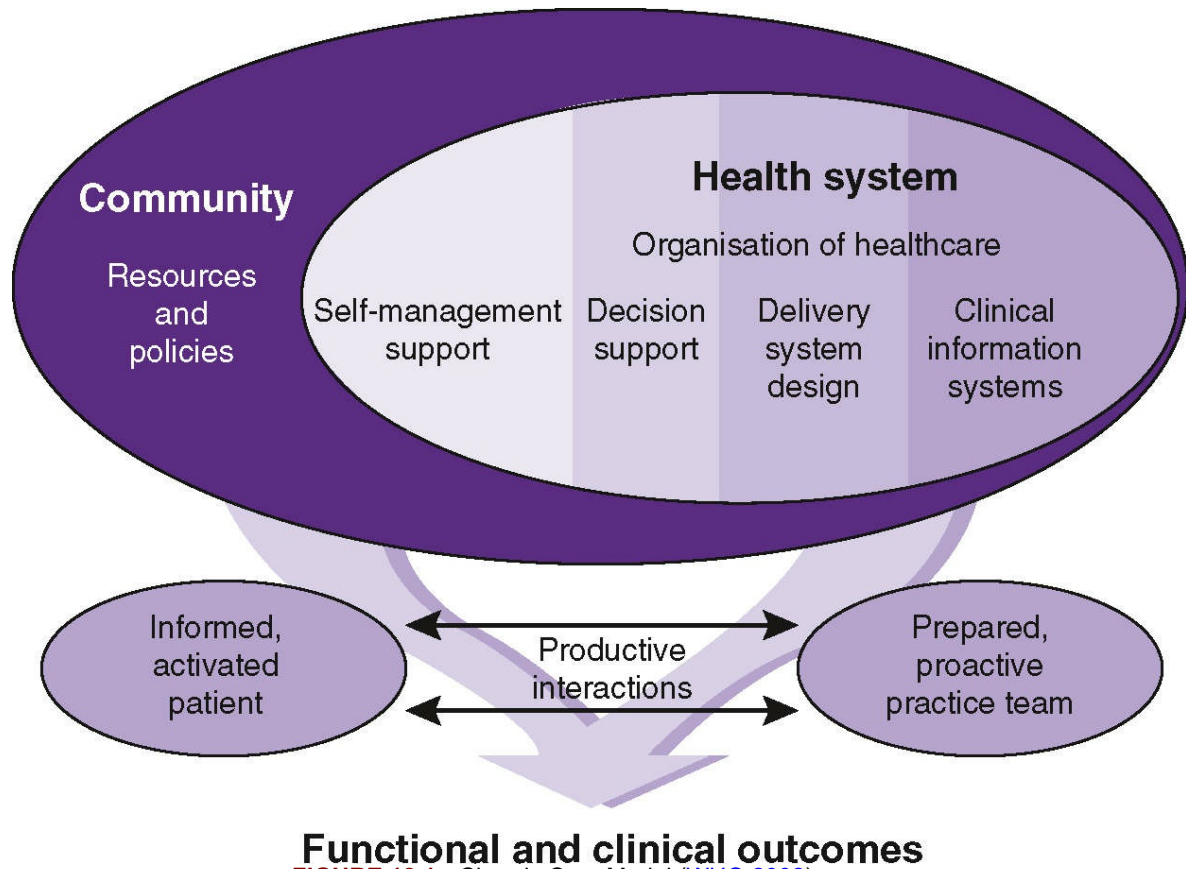 Community
Resources
and
policies
Health system
Organisation of healthcare
Self-management
support
Decision
support
Delivery
system
design
Clinical
information
systems
Informed,
activated
patient
Productive
interactions
Prepared,
proactive
practice team
Functional and clinical outcomes